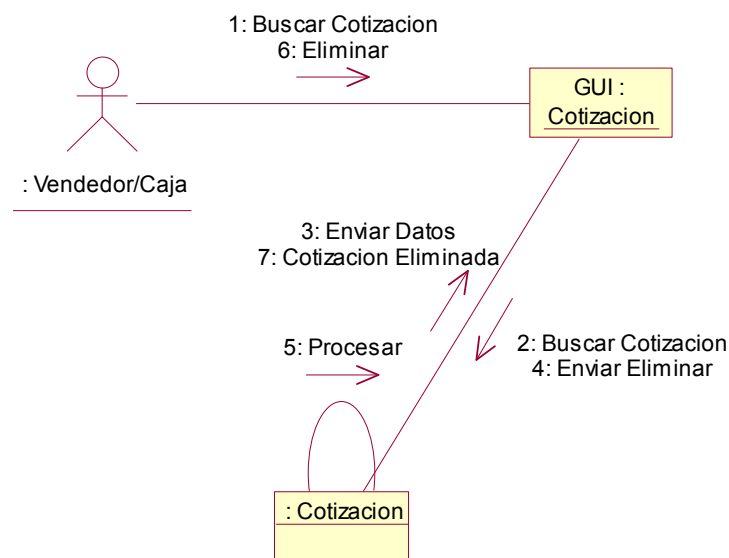 1: Buscar Cotizacion
6: Eliminar
GUI :
Cotizacion
: Vendedor/Caja
3: Enviar Datos
7: Cotizacion Eliminada
5: Procesar
2: Buscar Cotizacion
4: Enviar Eliminar
: Cotizacion